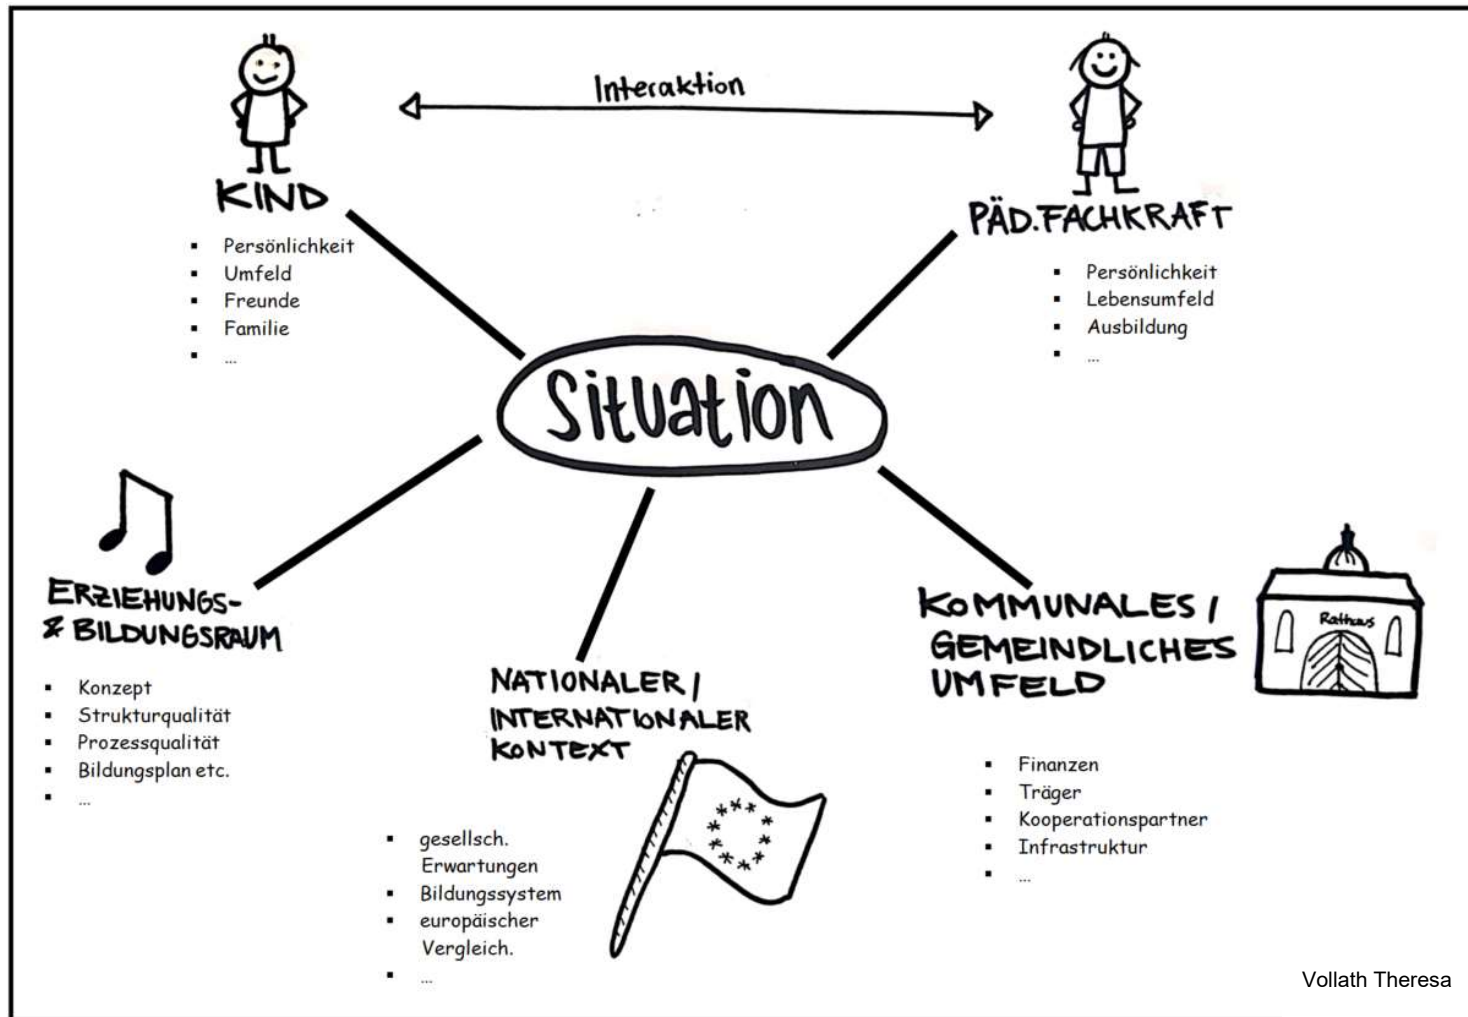 Interaktion
KIND
▪ Persönlichkeit
▪ Umfeld
▪ Freunde
▪ Familie
▪ ...
PÄD. FACHKRAFT
▪ Persönlichkeit
▪ Lebensumfeld
▪ Ausbildung
▪ ...
Situation
ERZIEHUNGS-
& BILDUNGSRAUM
▪ Konzept
▪ Strukturqualität
▪ Prozessqualität
▪ Bildungsplan etc.
▪ ...
NATIONALER /
INTERNATIONALER
KONTEXT
▪ gesellsch.
Erwartungen
▪ Bildungssystem
▪ europäischer
Vergleich.
▪ ...
KOMMUNALES /
GEMEINDLICHES
UMFELD
Rathaus
▪ Finanzen
▪ Träger
▪ Kooperationspartner
▪ Infrastruktur
▪ ...
Vollath Theresa